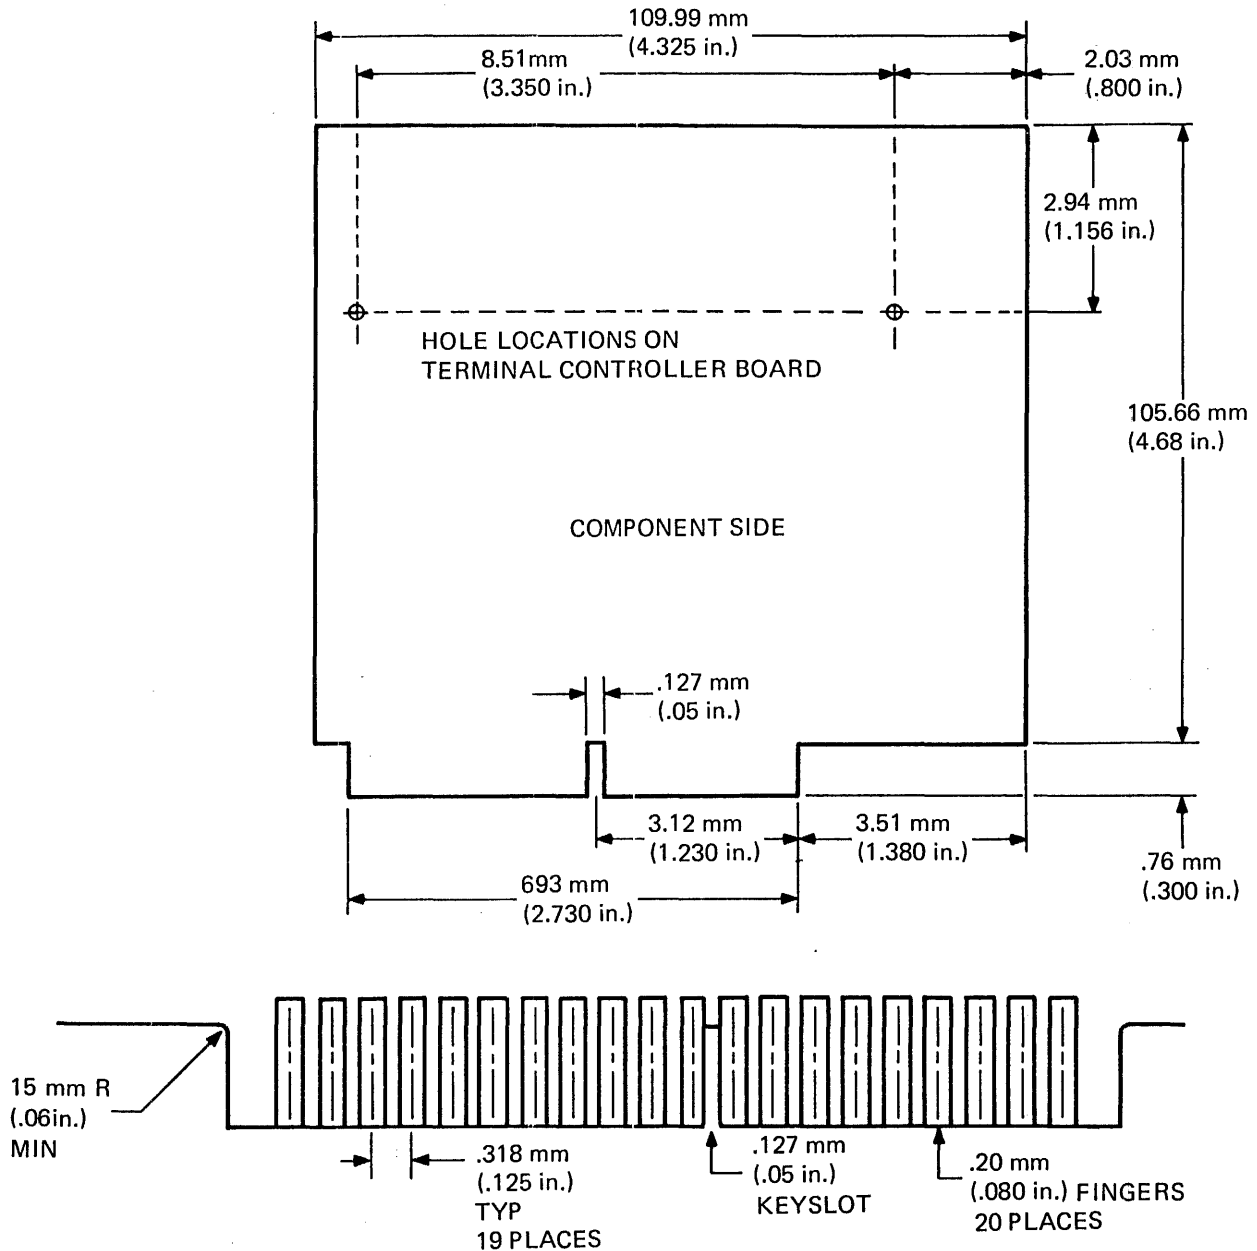 109.99 mm
(4.325 in.)
8.51mm
(3.350 in.)
2.03 mm
(.800 in.)
2.94 mm
(1.156 in.)
HOLE LOCATIONS ON
TERMINAL CONTROLLER BOARD
105.66 mm
(4.68 in.)
COMPONENT SIDE
.127 mm
(.05 in.)
3.12 mm
(1.230 in.)
3.51 mm
(1.380 in.)
.76 mm
(.300 in.)
693 mm
(2.730 in.)
15 mm R
(.06in.)
MIN
.318 mm
(.125 in.)
TYP
19 PLACES
.127 mm
(.05 in.)
KEYSLOT
.20 mm
(.080 in.) FINGERS
20 PLACES